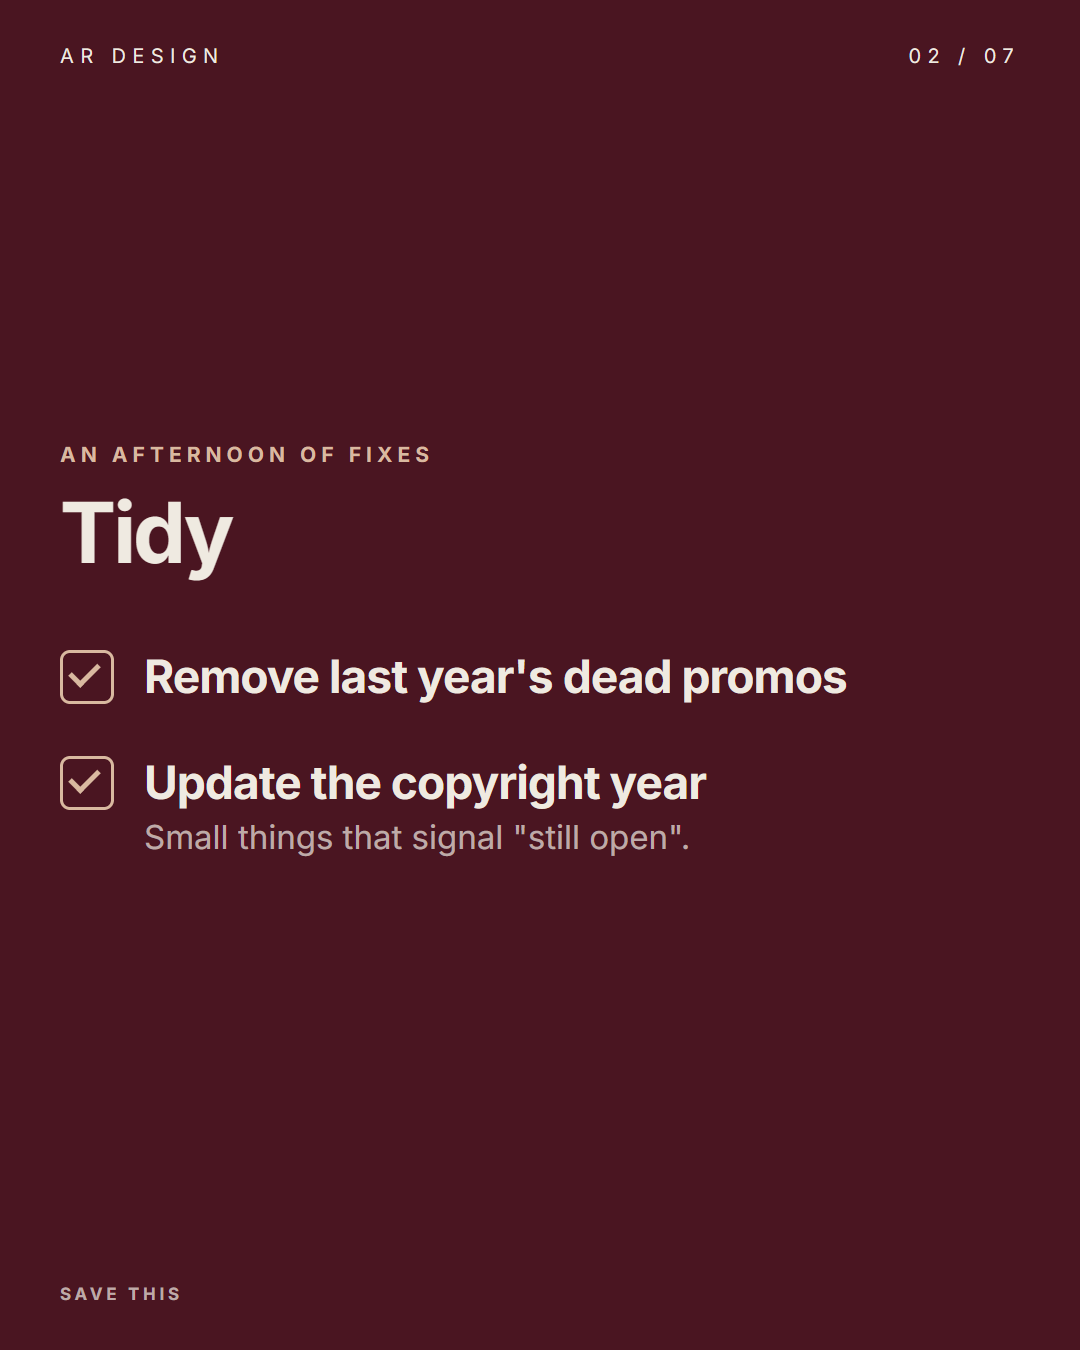 AR DESIGN
02 / 07
AN AFTERNOON OF FIXES
Tidy
Remove last year's dead promos
Update the copyright year
Small things that signal "still open".
SAVE THIS